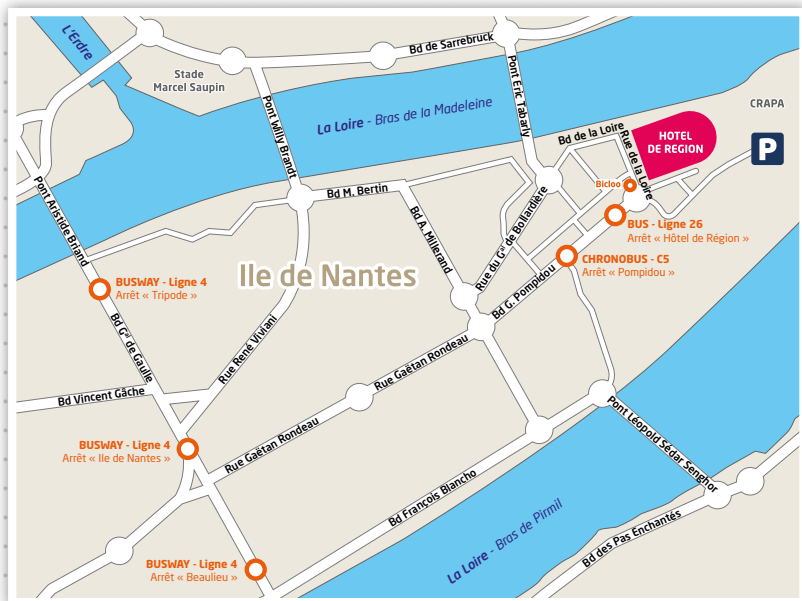 L'Erdre
Bd de Sarrebruck
Stade
Marcel Saupin
Pont Eric Tabarly
Pont Willy Brandt
La Loire - Bras de la Madeleine
CRAPA
P
Bd de la Loire
HOTEL
DE REGION
Rue de la Loire
Bicloo
Pont Aristide Briand
Bd M. Bertin
Bd A. Millerand
Rue du Gal de Bollardière
BUS - Ligne 26
Arrêt « Hôtel de Région »
CHRONOBUS - C5
Arrêt « Pompidou »
Ile de Nantes
BUSWAY - Ligne 4
Arrêt « Tripode »
Bd G. Pompidou
Bd Gal de Gaulle
Rue René Viviani
Rue Gaëtan Rondeau
Bd Vincent Gâche
BUSWAY - Ligne 4
Arrêt « Ile de Nantes »
Rue Gaëtan Rondeau
Pont Léopold Sédar Senghor
Bd François Blancho
La Loire - Bras de Pirmil
Bd des Pas Enchantés
BUSWAY - Ligne 4
Arrêt « Beaulieu »